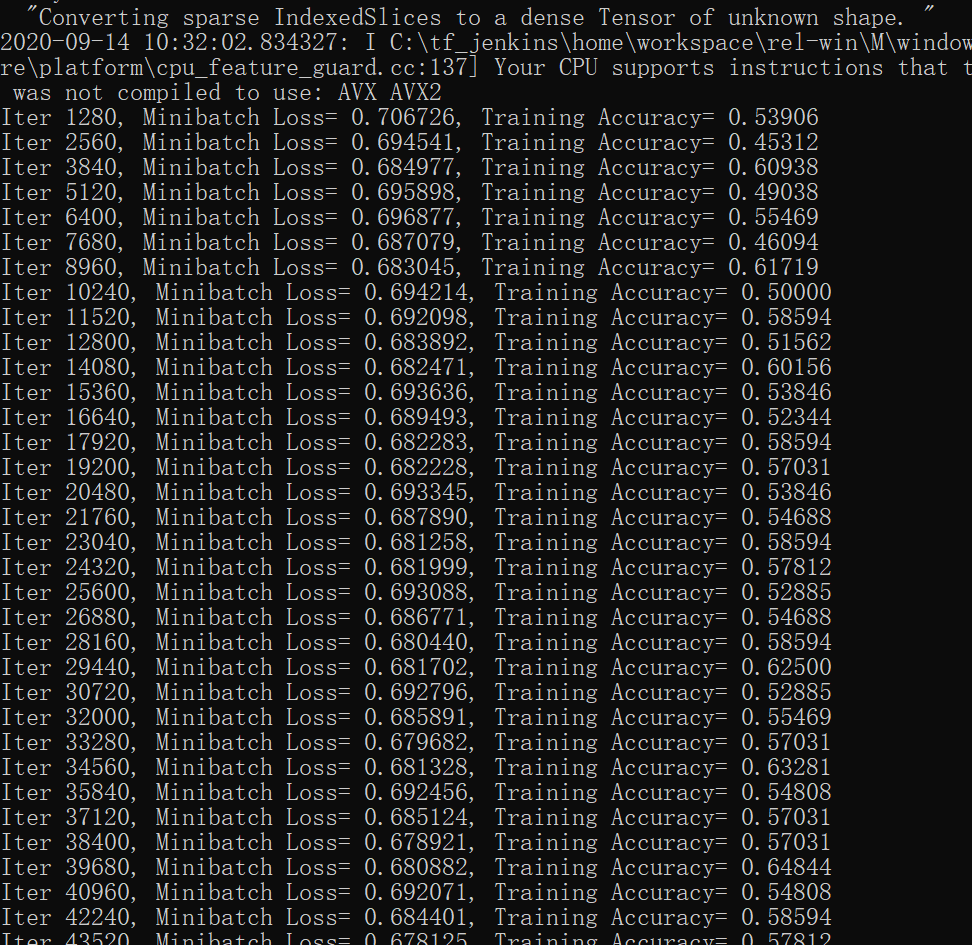 "Converting sparse IndexedSlices to a dense Tensor of unknown shape. "
2020-09-14 10:32:02.834327: I C:\tf_jenkins\home\workspace\rel-win\M\window
re\platform\cpu_feature_guard.cc:137] Your CPU supports instructions that t
was not compiled to use: AVX AVX2
Iter 1280, Minibatch Loss= 0.706726, Training Accuracy= 0.53906
Iter 2560, Minibatch Loss= 0.694541, Training Accuracy= 0.45312
Iter 3840, Minibatch Loss= 0.684977, Training Accuracy= 0.60938
Iter 5120, Minibatch Loss= 0.695898, Training Accuracy= 0.49038
Iter 6400, Minibatch Loss= 0.696877, Training Accuracy= 0.55469
Iter 7680, Minibatch Loss= 0.687079, Training Accuracy= 0.46094
Iter 8960, Minibatch Loss= 0.683045, Training Accuracy= 0.61719
Iter 10240, Minibatch Loss= 0.694214, Training Accuracy= 0.50000
Iter 11520, Minibatch Loss= 0.692098, Training Accuracy= 0.58594
Iter 12800, Minibatch Loss= 0.683892, Training Accuracy= 0.51562
Iter 14080, Minibatch Loss= 0.682471, Training Accuracy= 0.60156
Iter 15360, Minibatch Loss= 0.693636, Training Accuracy= 0.53846
Iter 16640, Minibatch Loss= 0.689493, Training Accuracy= 0.52344
Iter 17920, Minibatch Loss= 0.682283, Training Accuracy= 0.58594
Iter 19200, Minibatch Loss= 0.682228, Training Accuracy= 0.57031
Iter 20480, Minibatch Loss= 0.693345, Training Accuracy= 0.53846
Iter 21760, Minibatch Loss= 0.687890, Training Accuracy= 0.54688
Iter 23040, Minibatch Loss= 0.681258, Training Accuracy= 0.58594
Iter 24320, Minibatch Loss= 0.681999, Training Accuracy= 0.57812
Iter 25600, Minibatch Loss= 0.693088, Training Accuracy= 0.52885
Iter 26880, Minibatch Loss= 0.686771, Training Accuracy= 0.54688
Iter 28160, Minibatch Loss= 0.680440, Training Accuracy= 0.58594
Iter 29440, Minibatch Loss= 0.681702, Training Accuracy= 0.62500
Iter 30720, Minibatch Loss= 0.692796, Training Accuracy= 0.52885
Iter 32000, Minibatch Loss= 0.685891, Training Accuracy= 0.55469
Iter 33280, Minibatch Loss= 0.679682, Training Accuracy= 0.57031
Iter 34560, Minibatch Loss= 0.681328, Training Accuracy= 0.63281
Iter 35840, Minibatch Loss= 0.692456, Training Accuracy= 0.54808
Iter 37120, Minibatch Loss= 0.685124, Training Accuracy= 0.57031
Iter 38400, Minibatch Loss= 0.678921, Training Accuracy= 0.57031
Iter 39680, Minibatch Loss= 0.680882, Training Accuracy= 0.64844
Iter 40960, Minibatch Loss= 0.692071, Training Accuracy= 0.54808
Iter 42240, Minibatch Loss= 0.684401, Training Accuracy= 0.58594
Iter 43520, Minibatch Loss= 0.678125, Training Accuracy= 0.57812